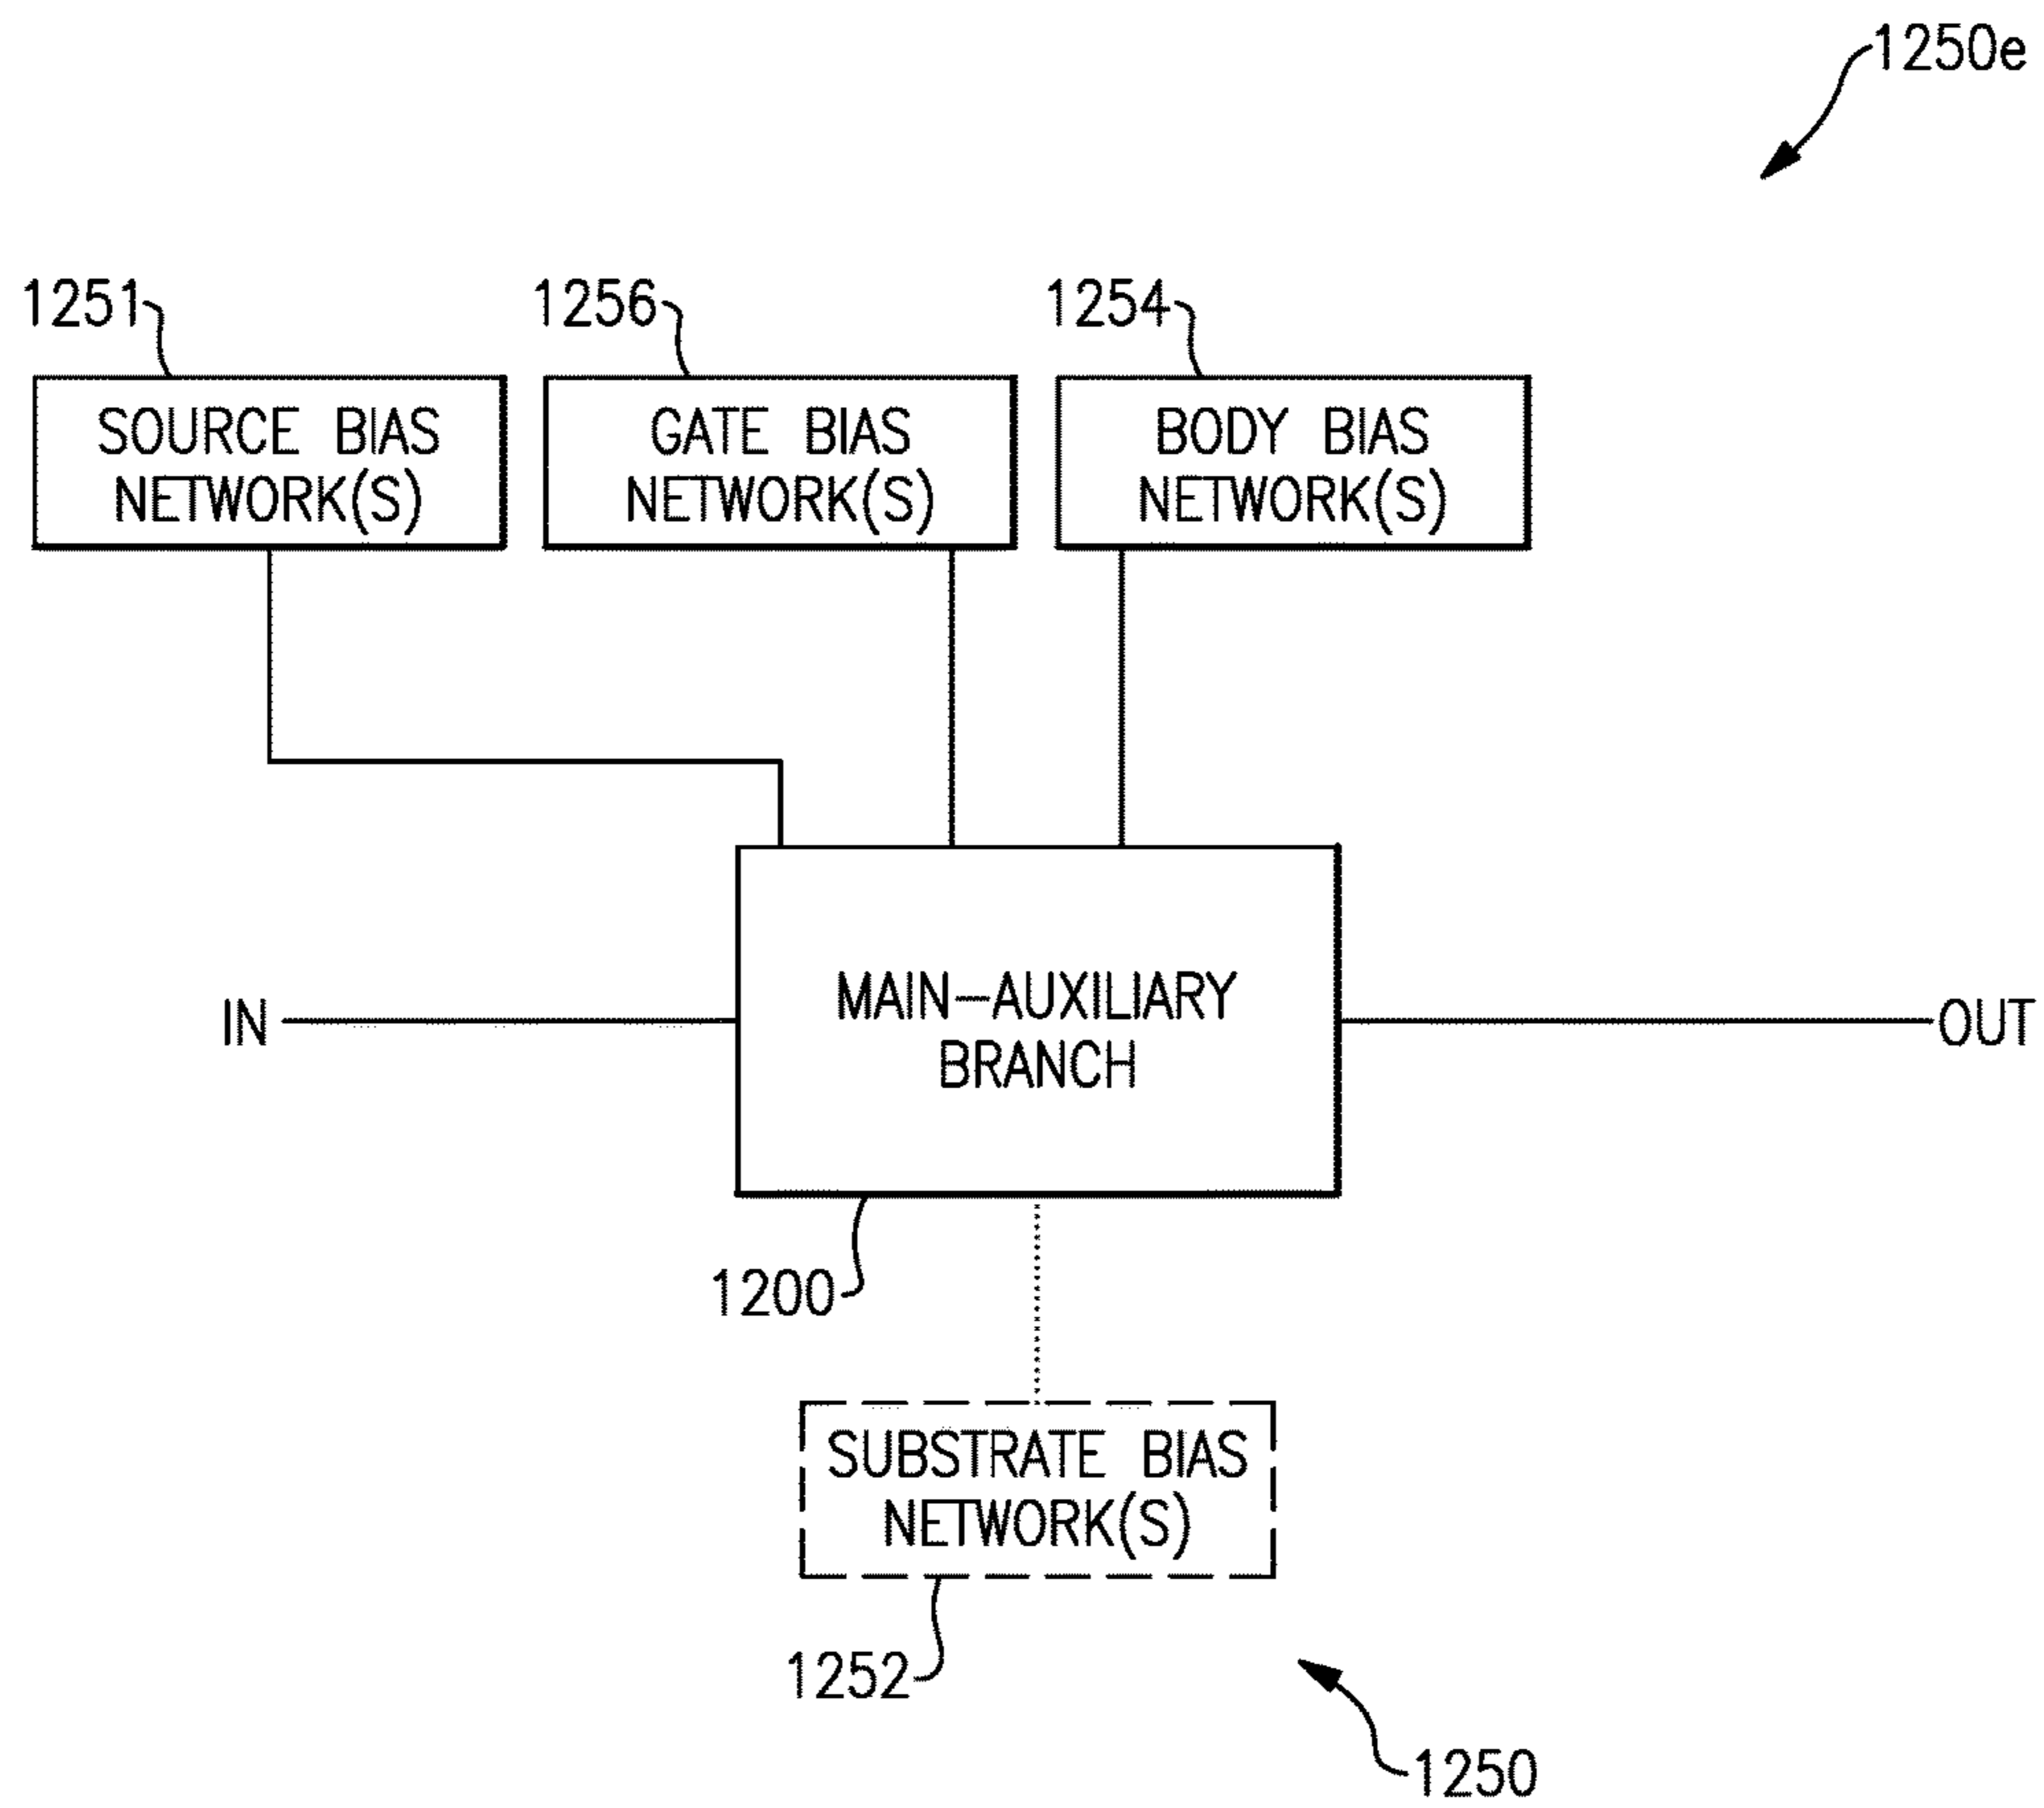 1250e
1251
1256
1254
SOURCE BIAS
NETWORK(S)
GATE BIAS
NETWORK(S)
BODY BIAS
NETWORK(S)
IN
MAIN-AUXILIARY
BRANCH
OUT
1200
SUBSTRATE BIAS
NETWORK(S)
1252
1250